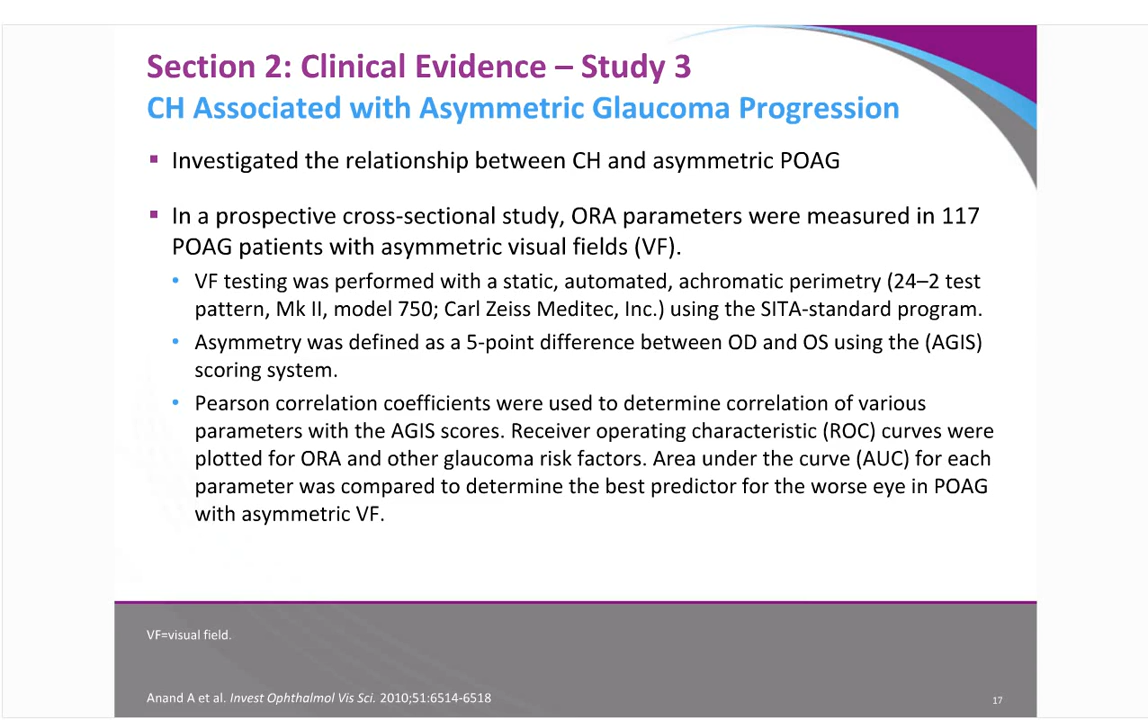 Section 2: Clinical Evidence – Study 3
CH Associated with Asymmetric Glaucoma Progression
▪ Investigated the relationship between CH and asymmetric POAG
▪ In a prospective cross-sectional study, ORA parameters were measured in 117
POAG patients with asymmetric visual fields (VF).
• VF testing was performed with a static, automated, achromatic perimetry (24–2 test
pattern, Mk II, model 750; Carl Zeiss Meditec, Inc.) using the SITA-standard program.
• Asymmetry was defined as a 5-point difference between OD and OS using the (AGIS)
scoring system.
• Pearson correlation coefficients were used to determine correlation of various
parameters with the AGIS scores. Receiver operating characteristic (ROC) curves were
plotted for ORA and other glaucoma risk factors. Area under the curve (AUC) for each
parameter was compared to determine the best predictor for the worse eye in POAG
with asymmetric VF.
VF=visual field.
Anand A et al. Invest Ophthalmol Vis Sci. 2010;51:6514-6518
17